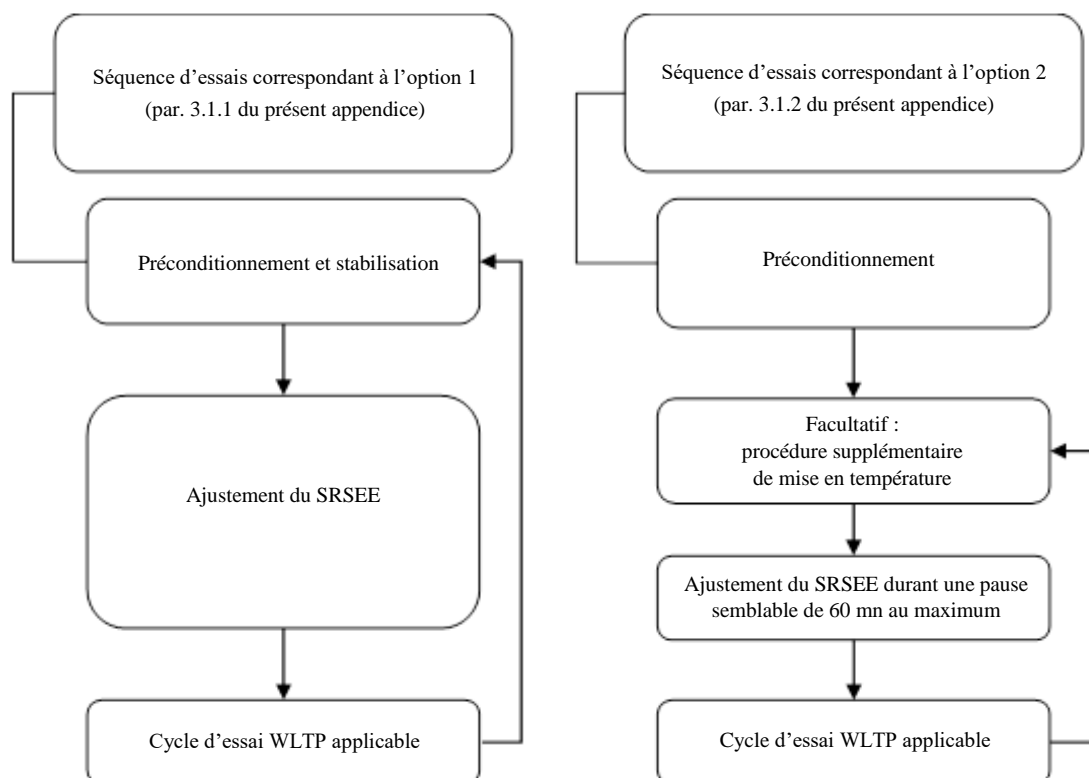 Séquence d'essais correspondant à l'option 1
(par. 3.1.1 du présent appendice)
Préconditionnement et stabilisation
Ajustement du SRSEE
Cycle d'essai WLTP applicable
Séquence d'essais correspondant à l'option 2
(par. 3.1.2 du présent appendice)
Préconditionnement
Facultatif :
procédure supplémentaire
de mise en température
Ajustement du SRSEE durant une pause
semblable de 60 mn au maximum
Cycle d'essai WLTP applicable